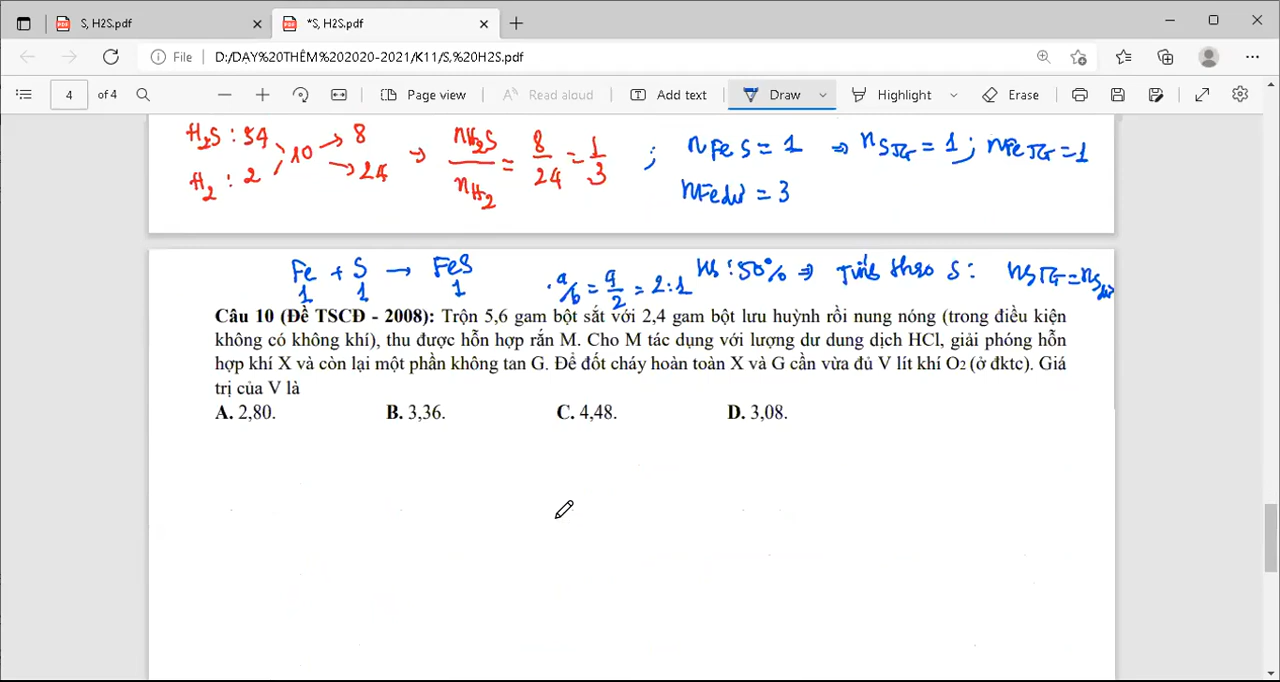 S, H2S.pdf
*S, H2S.pdf
File D:/DAY%20THÊM%202020-2021/K11/S,%20H2S.pdf
4 of 4
Page view
Read aloud
Add text
Draw
Highlight
Erase
H₂S : 34 10 → 8
H₂ : 2 → 24
→ nH₂S / nH₂ = 8/24 = 1/3 ;
nFeS = 1 ⇒ nSTG = 1; nFeTG = 1
nFedư = 3
Fe + S → FeS
1 1 1
a/b = 9/2 = 2:1
Hs: 50% ⇒ Tính theo S: nSTG = nS
Câu 10 (Đề TSCĐ - 2008): Trộn 5,6 gam bột sắt với 2,4 gam bột lưu huỳnh rồi nung nóng (trong điều kiện
không có không khí), thu được hỗn hợp rắn M. Cho M tác dụng với lượng dư dung dịch HCl, giải phóng hỗn
hợp khí X và còn lại một phần không tan G. Để đốt cháy hoàn toàn X và G cần vừa đủ V lít khí O2 (ở đktc). Giá
trị của V là
A. 2,80. B. 3,36. C. 4,48. D. 3,08.